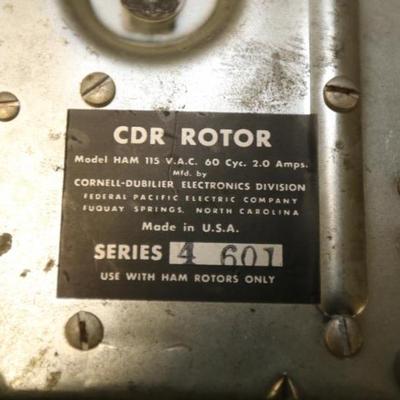 CDR ROTOR
Model HAM 115 V.A.C. 60 Cyc. 2.0 Amps.
Mfd. by
CORNELL-DUBILIER ELECTRONICS DIVISION
FEDERAL PACIFIC ELECTRIC COMPANY
FUQUAY SPRINGS, NORTH CAROLINA
Made in U.S.A.
SERIES 4 601
USE WITH HAM ROTORS ONLY